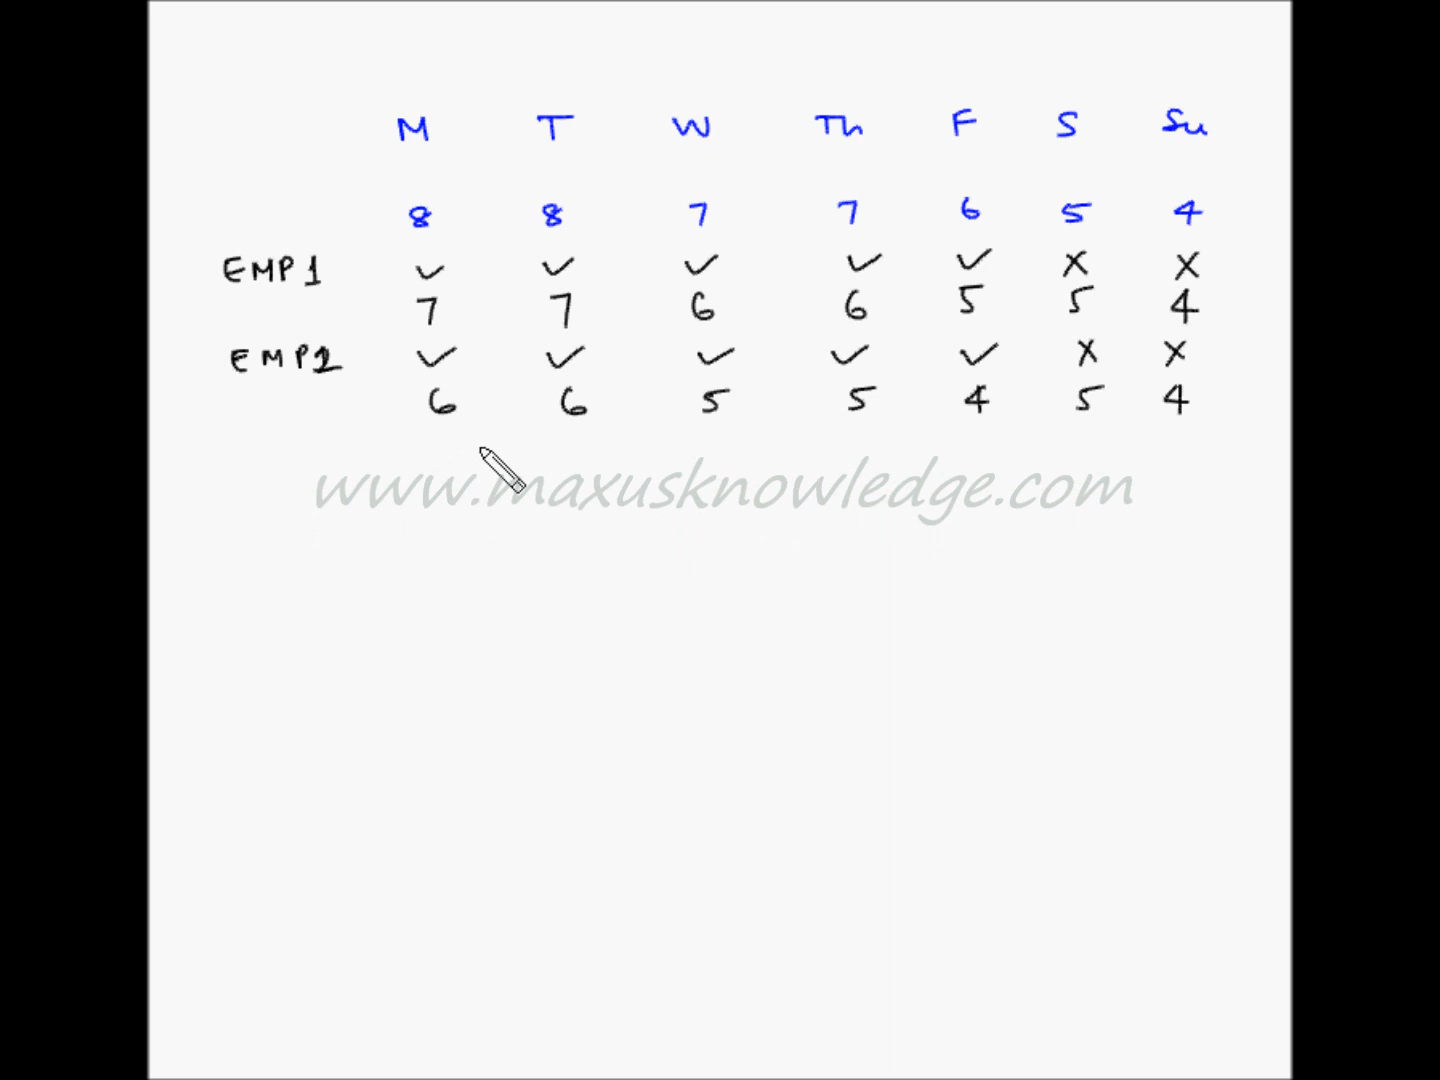 M T W Th F S Su
8 8 7 7 6 5 4
EMP1 ✓ ✓ ✓ ✓ ✓ X X
7 7 6 6 5 5 4
EMP2 ✓ ✓ ✓ ✓ ✓ X X
6 6 5 5 4 5 4
www.maxusknowledge.com